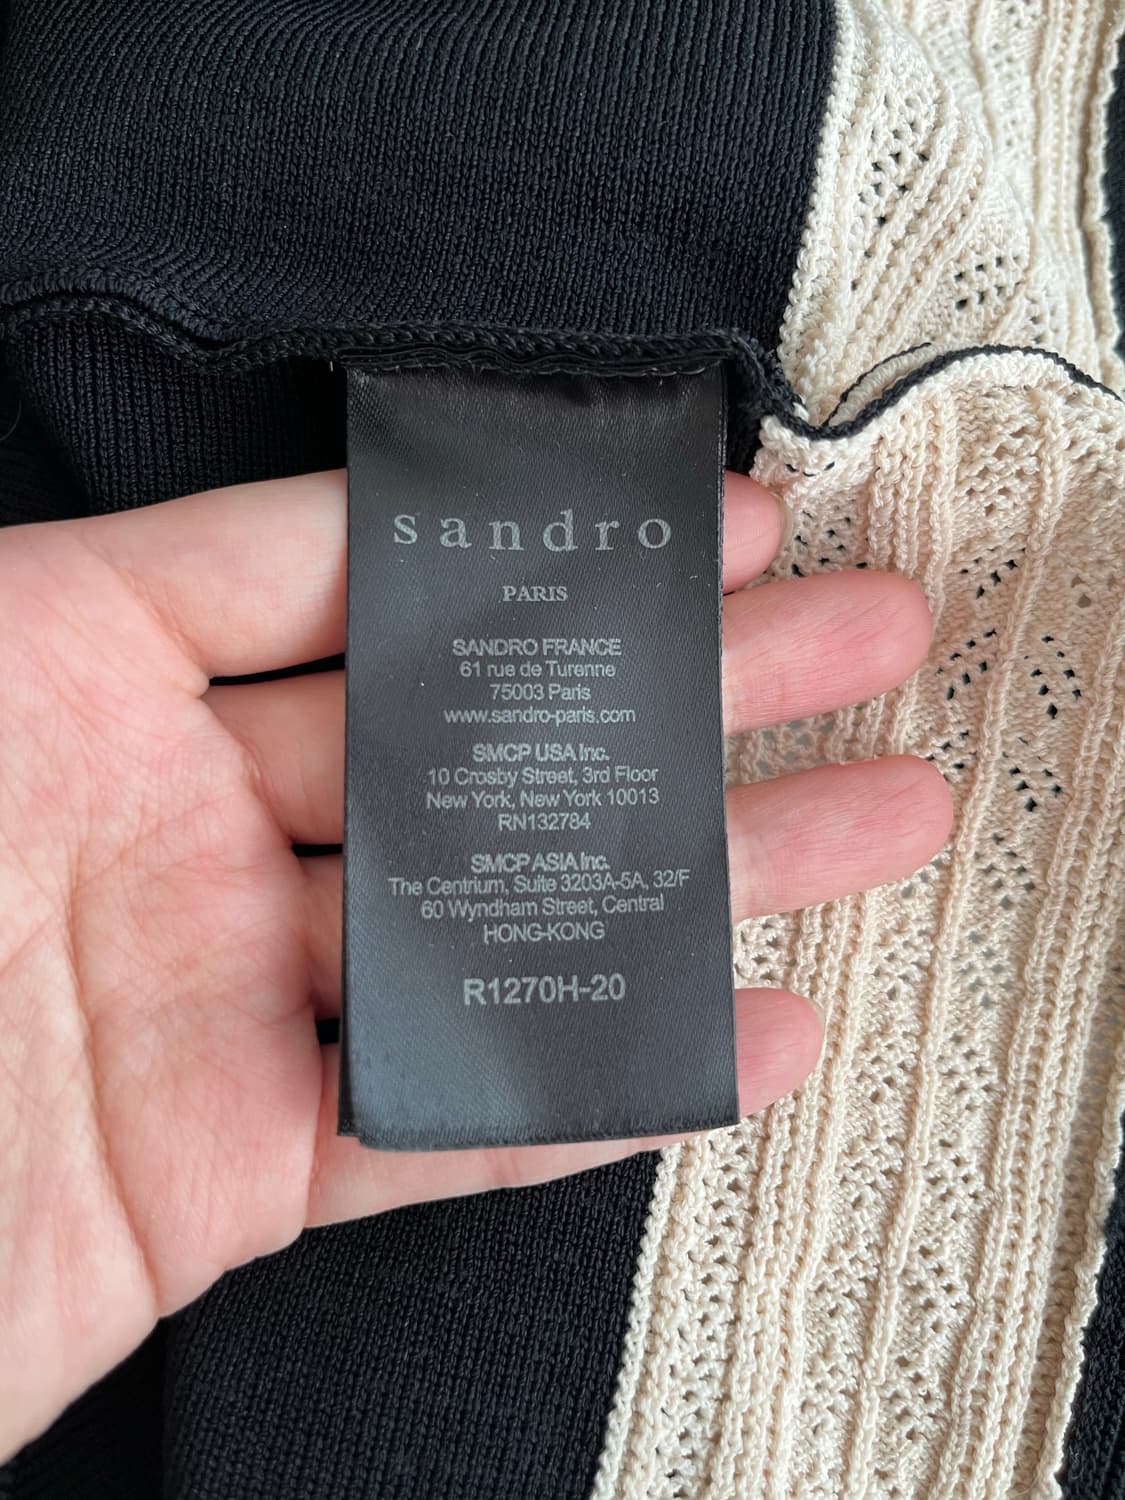 sandro
PARIS
SANDRO FRANCE
61 rue de Turenne
75003 Paris
www.sandro-paris.com
SMCP USA Inc.
10 Crosby Street, 3rd Floor
New York, New York 10013
RN132784
SMCP ASIA Inc.
The Centrium, Suite 3203A-5A, 32/F
60 Wyndham Street, Central
HONG-KONG
R1270H-20